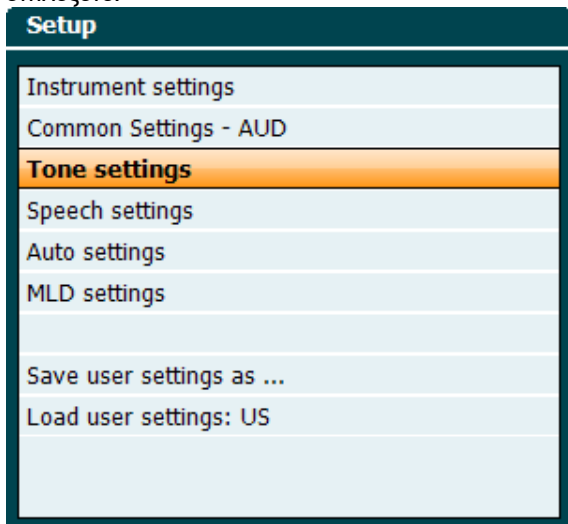 Setup
Instrument settings
Common Settings - AUD
Tone settings
Speech settings
Auto settings
MLD settings
Save user settings as ...
Load user settings: US